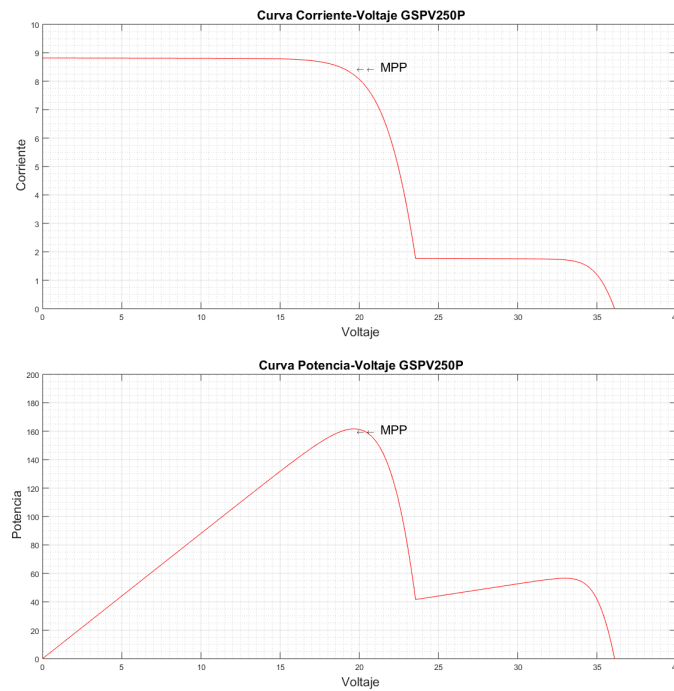 Curva Corriente-Voltaje GSPV250P
10
9
8
7
6
5
4
3
2
1
0
Corriente
←← MPP
0 5 10 15 20 25 30 35 4
Voltaje
Curva Potencia-Voltaje GSPV250P
200
180
160
140
120
100
80
60
40
20
0
Potencia
←← MPP
0 5 10 15 20 25 30 35 4
Voltaje